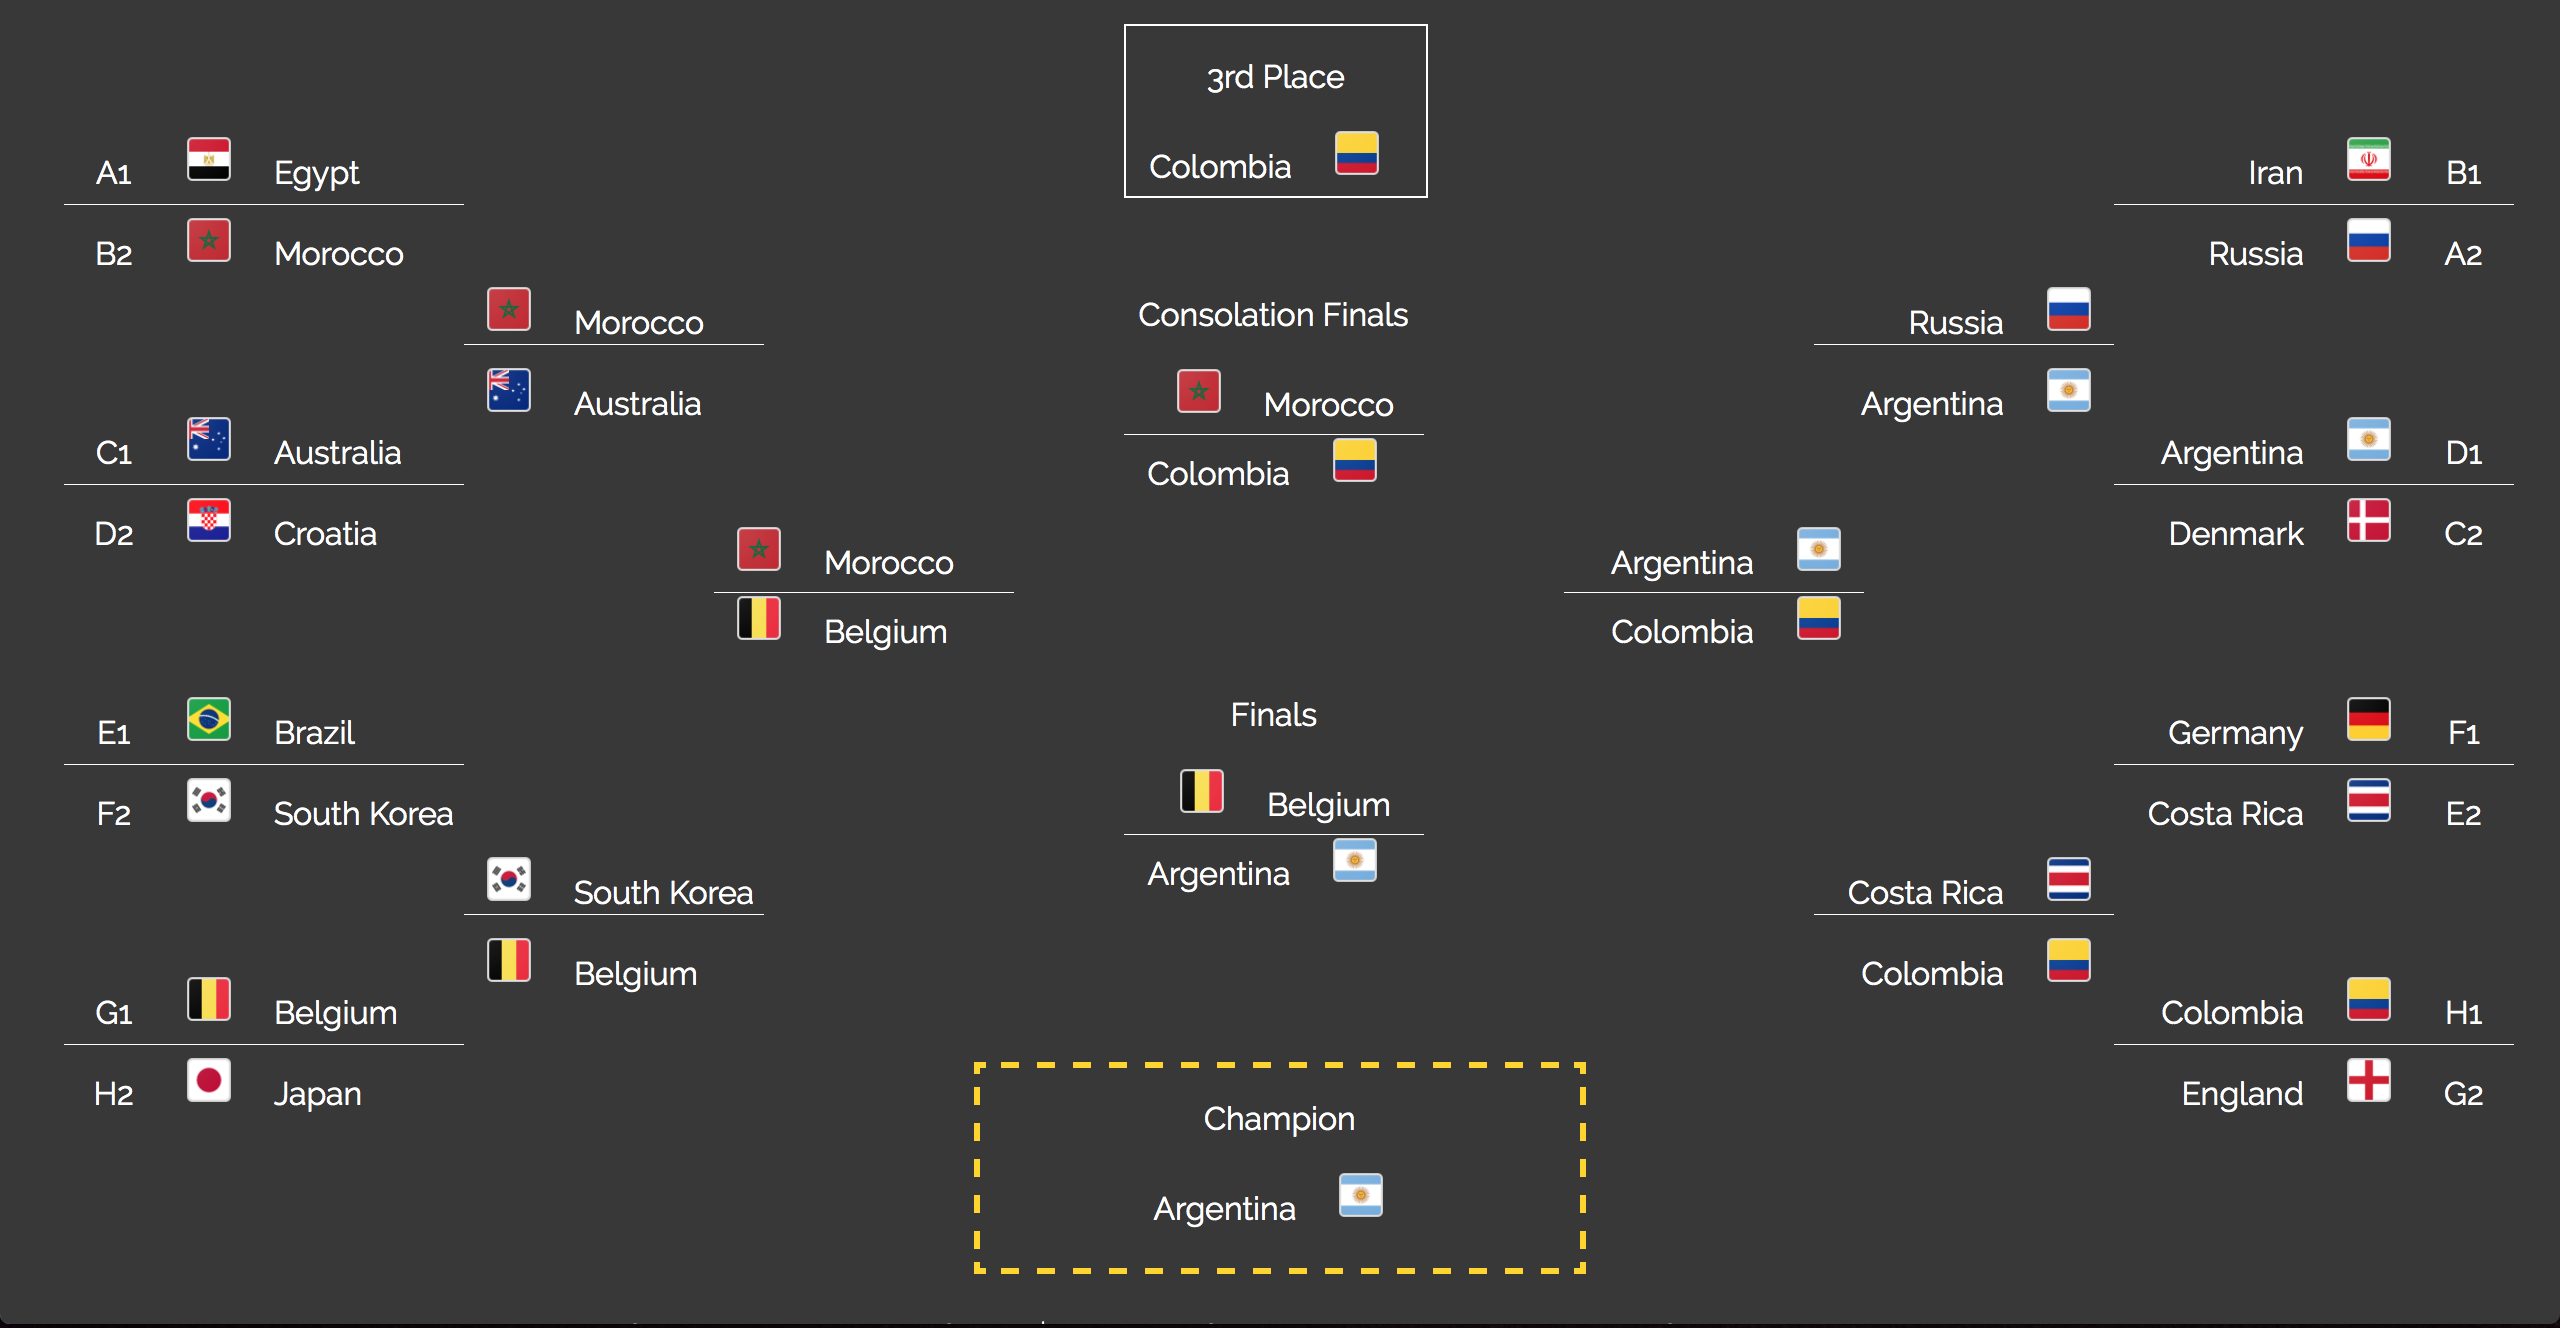 3rd Place
Colombia
A1 Egypt
B2 Morocco
Morocco
Australia
C1 Australia
D2 Croatia
Morocco
Belgium
E1 Brazil
F2 South Korea
South Korea
Belgium
G1 Belgium
H2 Japan
Consolation Finals
Morocco
Colombia
Finals
Belgium
Argentina
Champion
Argentina
Iran B1
Russia A2
Russia
Argentina
Argentina D1
Denmark C2
Argentina
Colombia
Germany F1
Costa Rica E2
Costa Rica
Colombia
Colombia H1
England G2